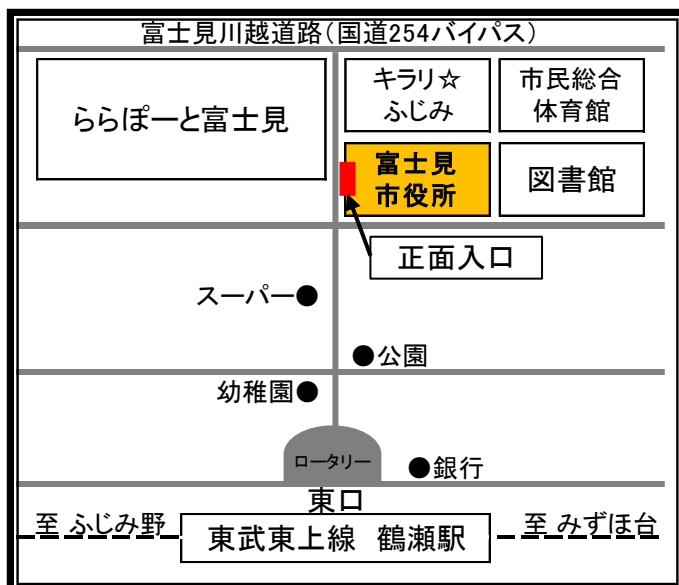 富士見川越道路(国道254バイパス)
ららぽーと富士見
キラリ☆
ふじみ
市民総合
体育館
富士見
市役所
図書館
正面入口
スーパー●
●公園
幼稚園●
ロータリー
●銀行
東口
至 ふじみ野
東武東上線 鶴瀬駅
至 みずほ台